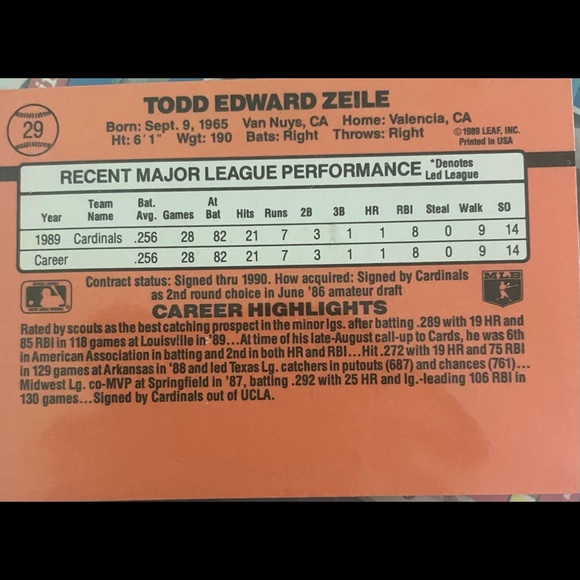 29
TODD EDWARD ZEILE
Born: Sept. 9, 1965 Van Nuys, CA Home: Valencia, CA
Ht: 6'1" Wgt: 190 Bats: Right Throws: Right
©1989 LEAF, INC.
Printed in USA
RECENT MAJOR LEAGUE PERFORMANCE *Denotes Led League
Year Team Name Bat. Avg. Games At Bat Hits Runs 2B 3B HR RBI Steal Walk SO
1989 Cardinals .256 28 82 21 7 3 1 1 8 0 9 14
Career .256 28 82 21 7 3 1 1 8 0 9 14
Contract status: Signed thru 1990. How acquired: Signed by Cardinals
as 2nd round choice in June '86 amateur draft
MLB
CAREER HIGHLIGHTS
Rated by scouts as the best catching prospect in the minor lgs. after batting .289 with 19 HR and
85 RBI in 118 games at Louisville in '89...At time of his late-August call-up to Cards, he was 6th
in American Association in batting and 2nd in both HR and RBI...Hit .272 with 19 HR and 75 RBI
in 129 games at Arkansas in '88 and led Texas Lg. catchers in putouts (687) and chances (761)...
Midwest Lg. co-MVP at Springfield in '87, batting .292 with 25 HR and lg.-leading 106 RBI in
130 games...Signed by Cardinals out of UCLA.